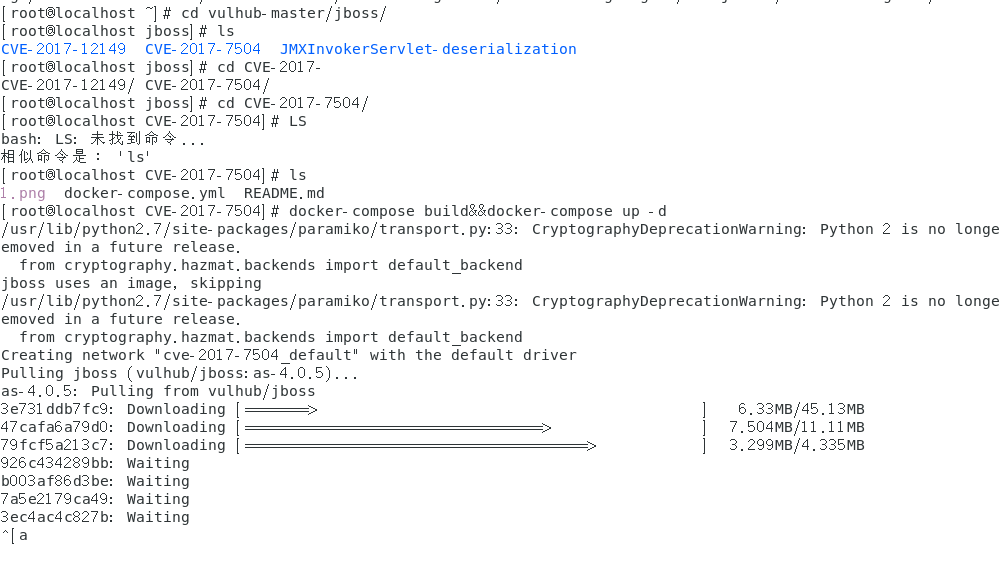 [root@localhost ~]# cd vulhub-master/jboss/
[root@localhost jboss]# ls
CVE-2017-12149  CVE-2017-7504  JMXInvokerServlet-deserialization
[root@localhost jboss]# cd CVE-2017-
CVE-2017-12149/ CVE-2017-7504/
[root@localhost jboss]# cd CVE-2017-7504/
[root@localhost CVE-2017-7504]# LS
bash: LS: 未找到命令...
相似命令是： 'ls'
[root@localhost CVE-2017-7504]# ls
1.png  docker-compose.yml  README.md
[root@localhost CVE-2017-7504]# docker-compose build&&docker-compose up -d
/usr/lib/python2.7/site-packages/paramiko/transport.py:33: CryptographyDeprecationWarning: Python 2 is no longe
emoved in a future release.
  from cryptography.hazmat.backends import default_backend
jboss uses an image, skipping
/usr/lib/python2.7/site-packages/paramiko/transport.py:33: CryptographyDeprecationWarning: Python 2 is no longe
emoved in a future release.
  from cryptography.hazmat.backends import default_backend
Creating network "cve-2017-7504_default" with the default driver
Pulling jboss (vulhub/jboss:as-4.0.5)...
as-4.0.5: Pulling from vulhub/jboss
3e731ddb7fc9: Downloading [=======>                                           ]   6.33MB/45.13MB
47cafa6a79d0: Downloading [=================================>                 ]  7.504MB/11.11MB
79fcf5a213c7: Downloading [======================================>            ]  3.299MB/4.335MB
926c434289bb: Waiting
b003af86d3be: Waiting
7a5e2179ca49: Waiting
3ec4ac4c827b: Waiting
^[a